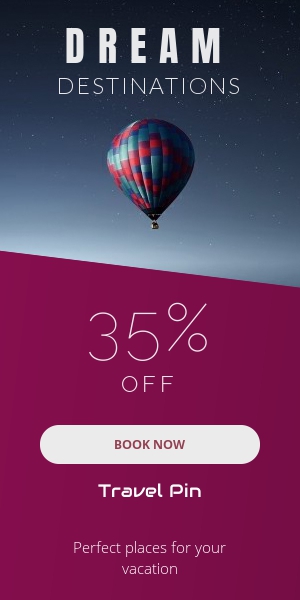 DREAM
DESTINATIONS
35%
OFF
BOOK NOW
Travel Pin
Perfect places for your
vacation